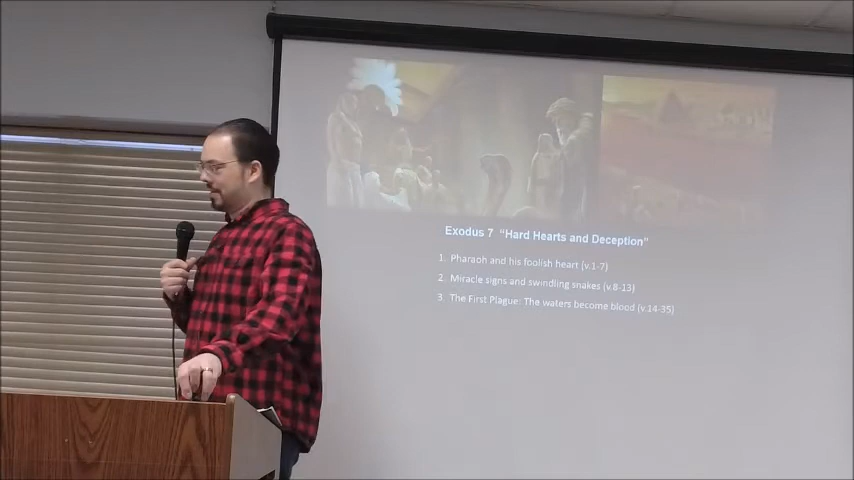 Exodus 7 "Hard Hearts and Deception"
1. Pharaoh and his foolish heart (v.1-7)
2. Miracle signs and swindling snakes (v.8-13)
3. The First Plague: The waters become blood (v.14-35)